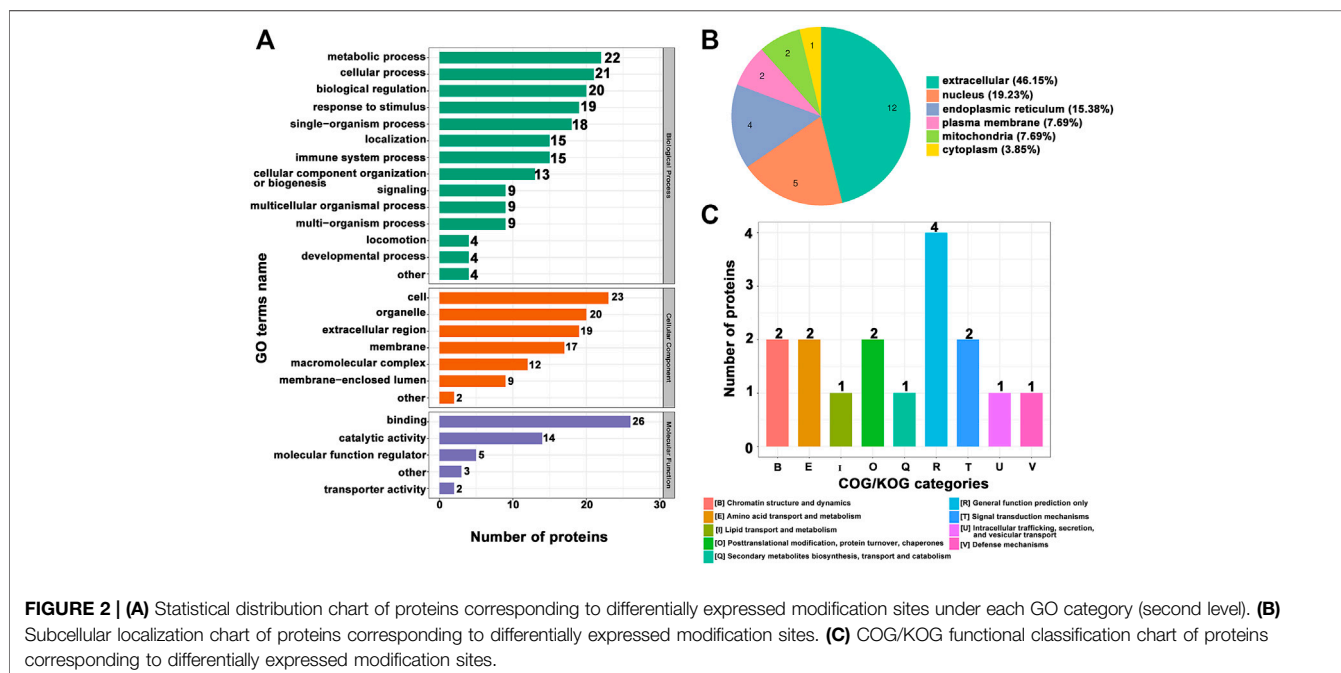 A
metabolic process 22
cellular process 21
biological regulation 20
response to stimulus 19
single-organism process 18
localization 15
immune system process 15
cellular component organization
or biogenesis 13
signaling 9
multicellular organismal process 9
multi-organism process 9
locomotion 4
developmental process 4
other 4
Biological Process
cell 23
organelle 20
extracellular region 19
membrane 17
macromolecular complex 12
membrane-enclosed lumen 9
other 2
Cellular Component
binding 26
catalytic activity 14
molecular function regulator 5
other 3
transporter activity 2
Molecular Function
0 10 20 30
Number of proteins
GO terms name
B
1
2
2
4
5
12
extracellular (46.15%)
nucleus (19.23%)
endoplasmic reticulum (15.38%)
plasma membrane (7.69%)
mitochondria (7.69%)
cytoplasm (3.85%)
C
Number of proteins
4
3
2
1
0
2 2 1 2 1 4 2 1 1
B E I O Q R T U V
COG/KOG categories
[B] Chromatin structure and dynamics
[E] Amino acid transport and metabolism
[I] Lipid transport and metabolism
[O] Posttranslational modification, protein turnover, chaperones
[Q] Secondary metabolites biosynthesis, transport and catabolism
[R] General function prediction only
[T] Signal transduction mechanisms
[U] Intracellular trafficking, secretion,
and vesicular transport
[V] Defense mechanisms
FIGURE 2 | (A) Statistical distribution chart of proteins corresponding to differentially expressed modification sites under each GO category (second level). (B)
Subcellular localization chart of proteins corresponding to differentially expressed modification sites. (C) COG/KOG functional classification chart of proteins
corresponding to differentially expressed modification sites.